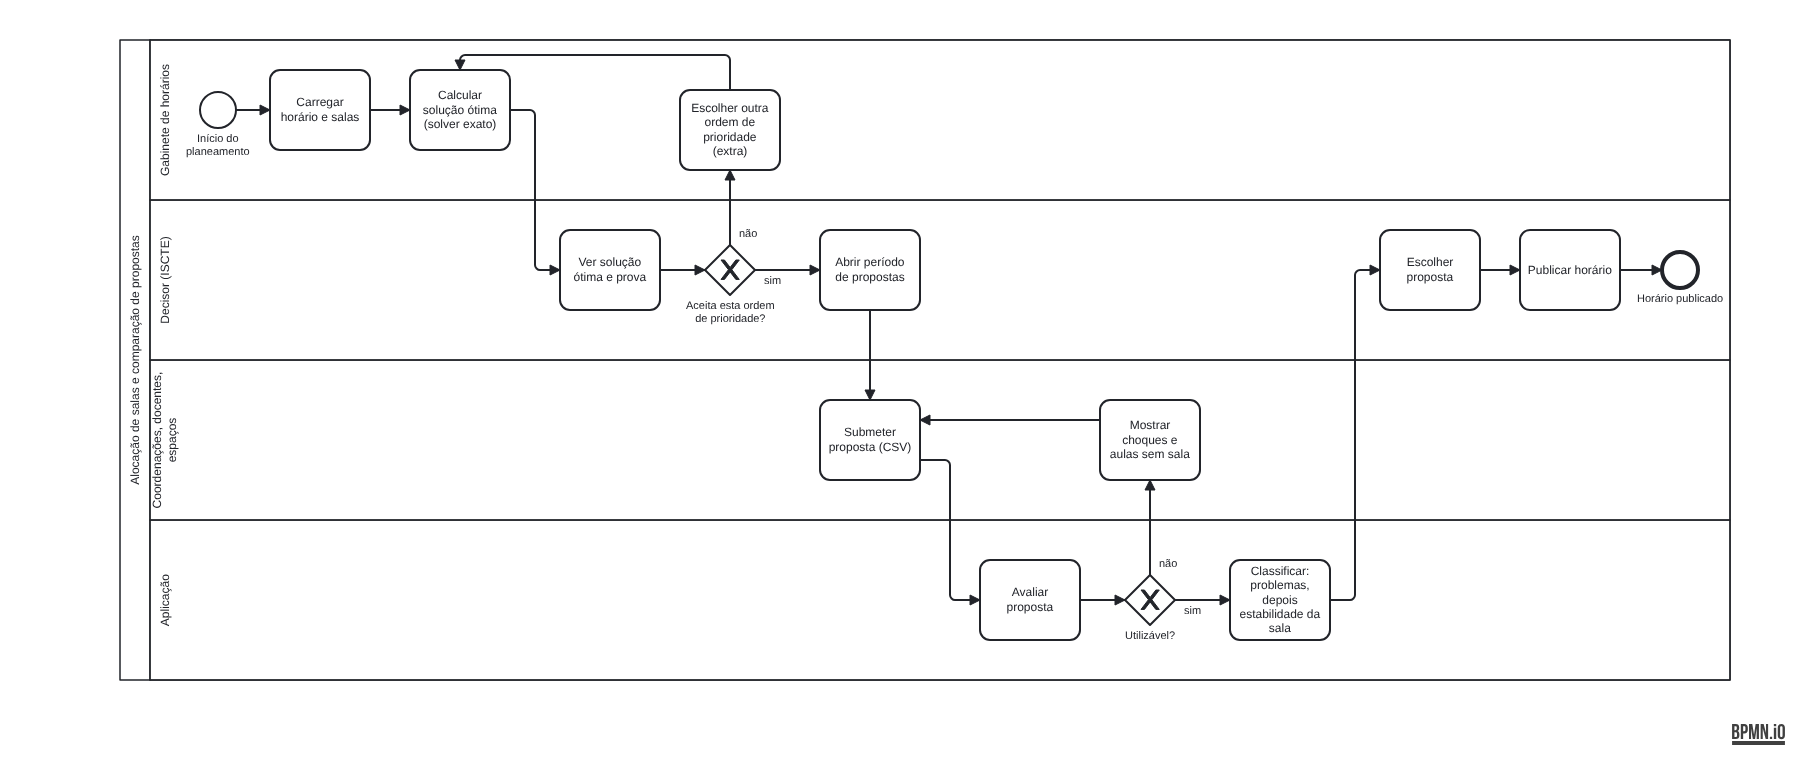 Alocação de salas e comparação de propostas
Gabinete de horários
Início do
planeamento
Carregar
horário e salas
Calcular
solução ótima
(solver exato)
Escolher outra
ordem de
prioridade
(extra)
Decisor (ISCTE)
Ver solução
ótima e prova
não
sim
Aceita esta ordem
de prioridade?
Abrir período
de propostas
Escolher
proposta
Publicar horário
Horário publicado
Coordenações, docentes,
espaços
Submeter
proposta (CSV)
Mostrar
choques e
aulas sem sala
Aplicação
Avaliar
proposta
não
sim
Utilizável?
Classificar:
problemas,
depois
estabilidade da
sala
BPMN.iO